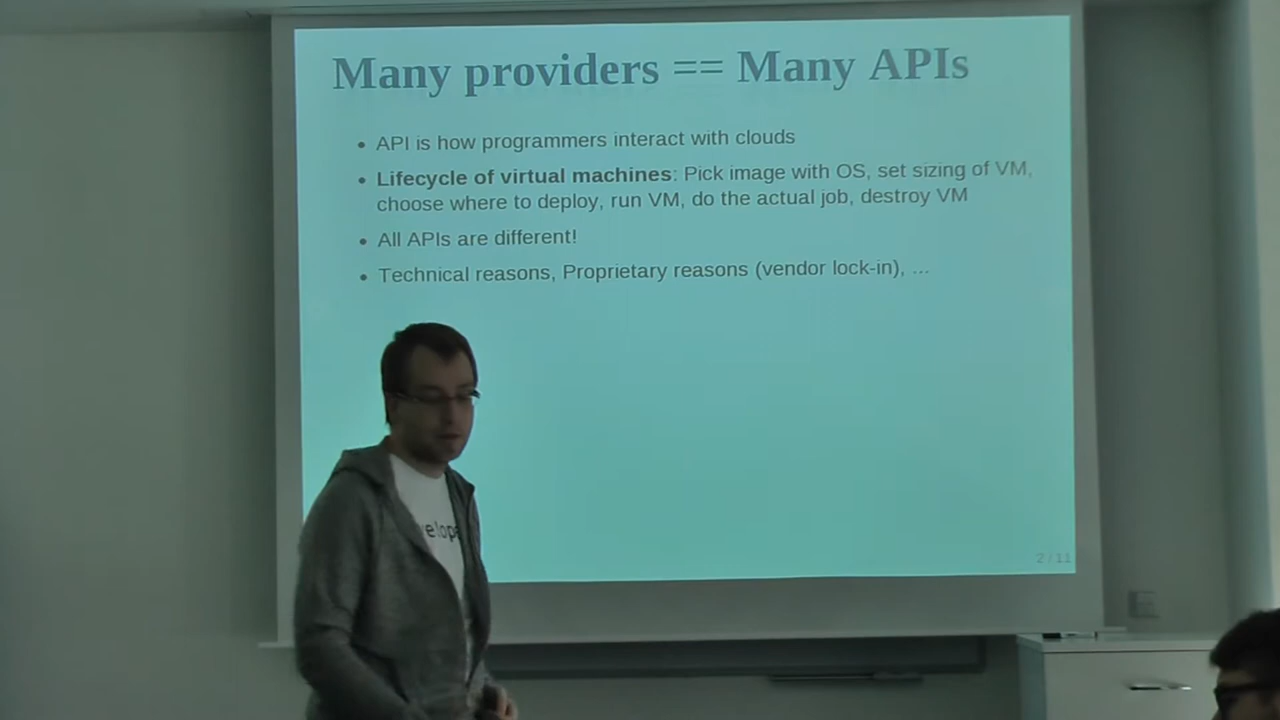 Many providers == Many APIs
• API is how programmers interact with clouds
• Lifecycle of virtual machines: Pick image with OS, set sizing of VM,
choose where to deploy, run VM, do the actual job, destroy VM
• All APIs are different!
• Technical reasons, Proprietary reasons (vendor lock-in), ...
velope
2 / 11